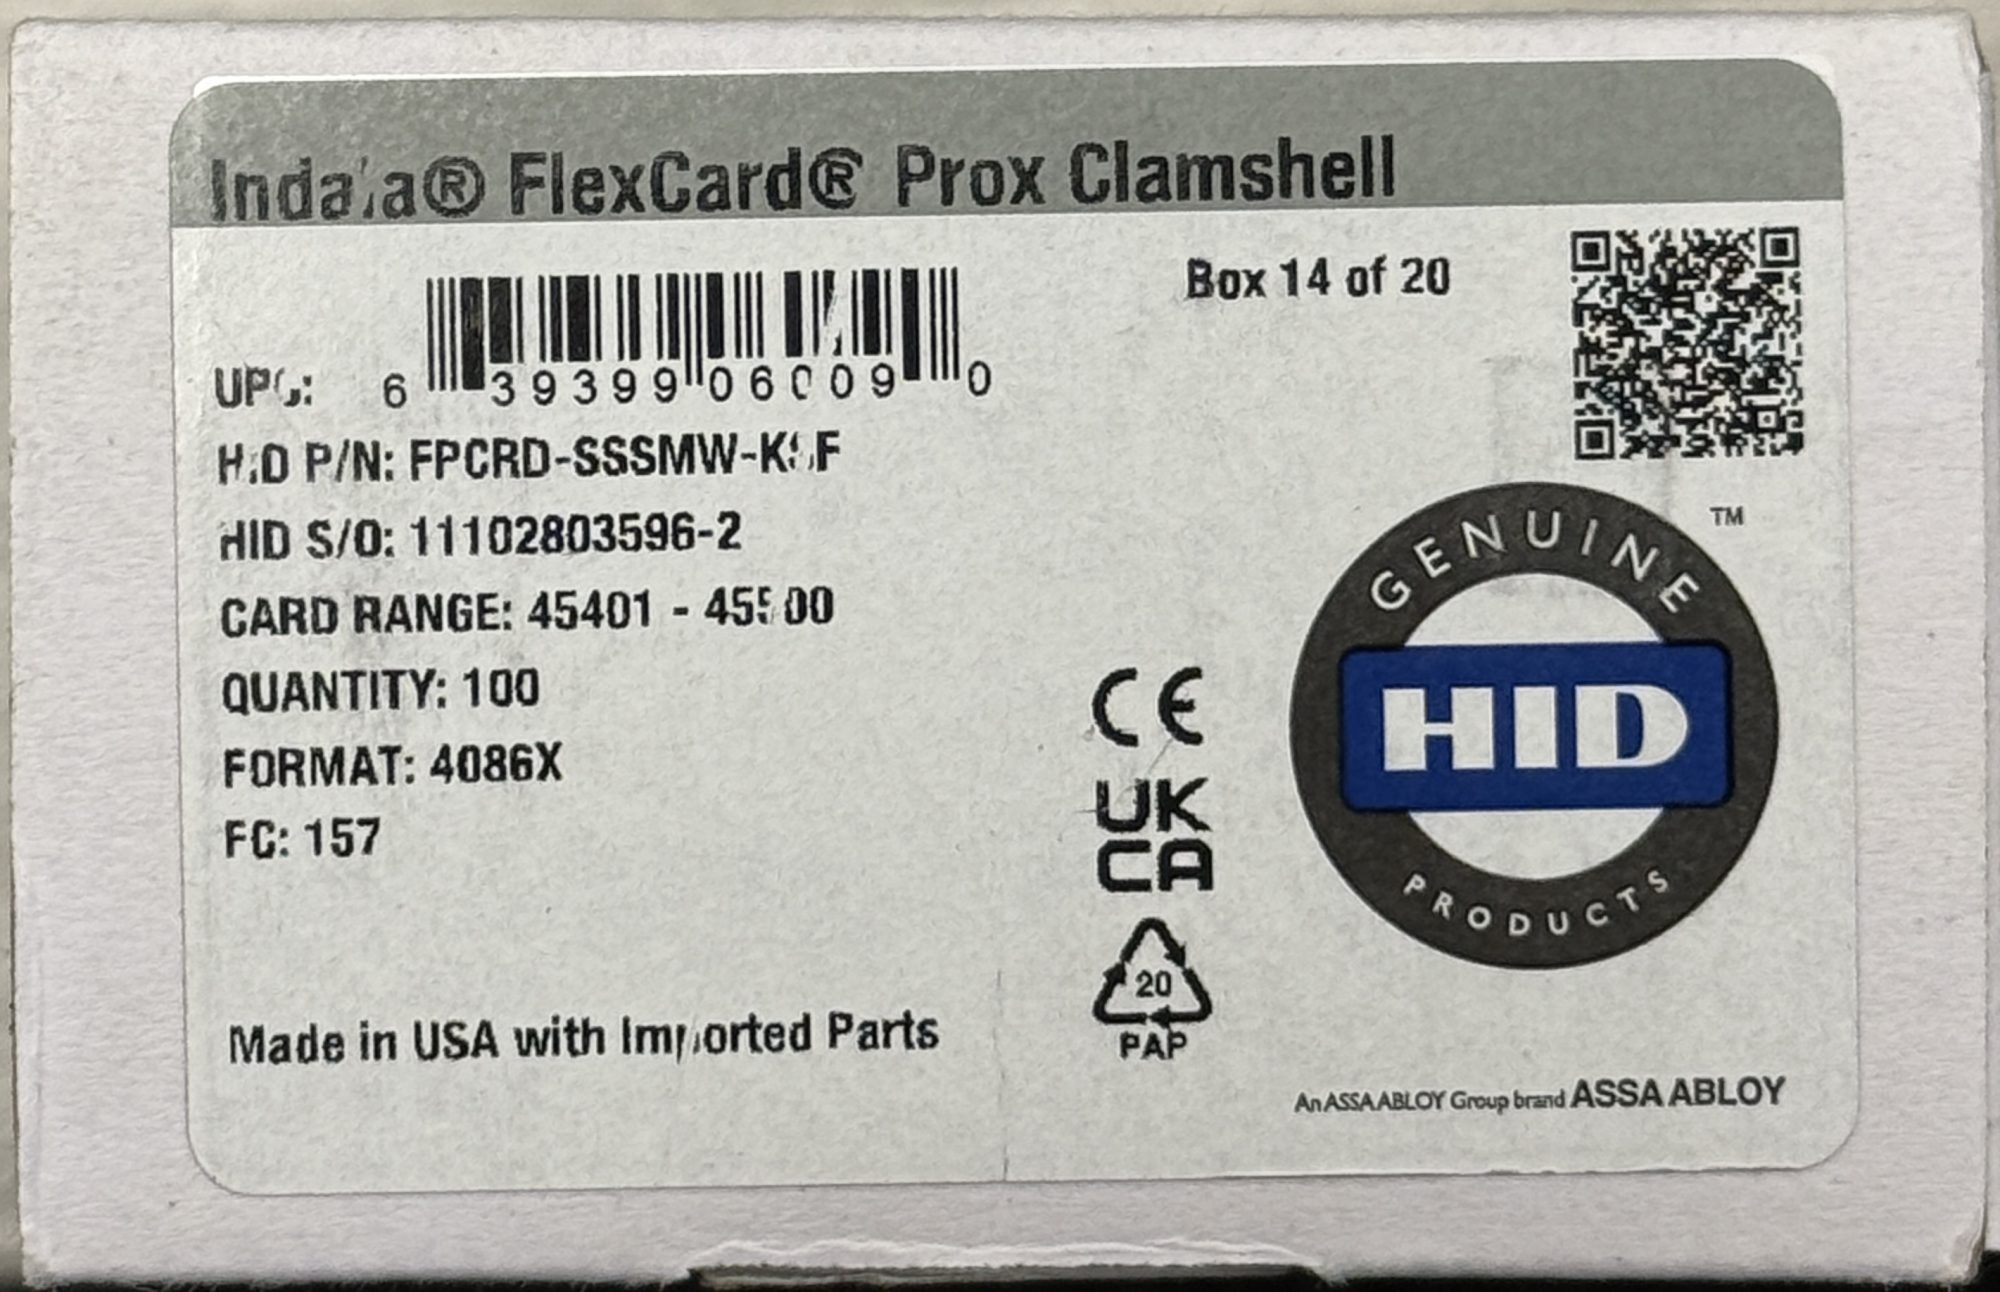 Indala® FlexCard® Prox Clamshell
Box 14 of 20
UPC: 6 39399 06009 0
HID P/N: FPCRD-SSSMW-
HID S/O: 11102803596-2
CARD RANGE: 45401 - 45500
QUANTITY: 100
FORMAT: 4086X
FC: 157
Made in USA with Imported Parts
CE
UK
CA
20
PAP
GENUINE
TM
HID
PRODUCTS
An ASSA ABLOY Group brand ASSA ABLOY